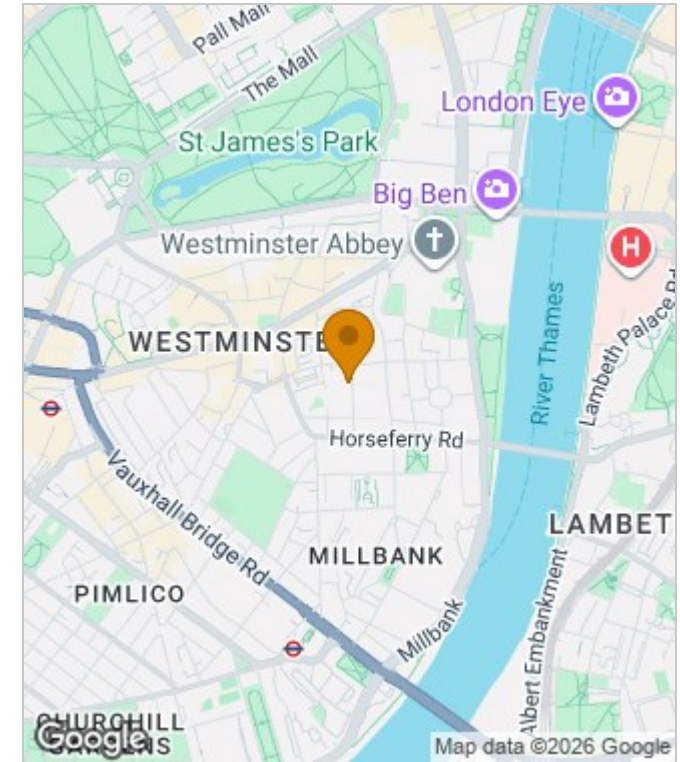 Pall Mall
The Mall
London Eye
St James's Park
Big Ben
Westminster Abbey
H
WESTMINSTE
River Thames
Lambeth Palace Rd
Horseferry Rd
Vauxhall Bridge Rd
LAMBET
MILLBANK
PIMLICO
Millbank
Albert Embankment
CHURCHILL
GARDENS
Google
Map data ©2026 Google